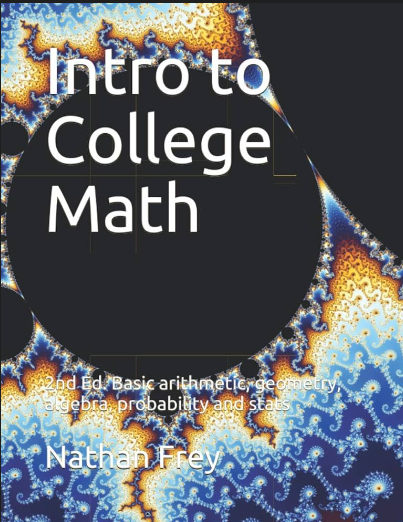 Intro to
College
Math
2nd Ed: Basic arithmetic, geometry,
algebra, probability and stats
Nathan Frey